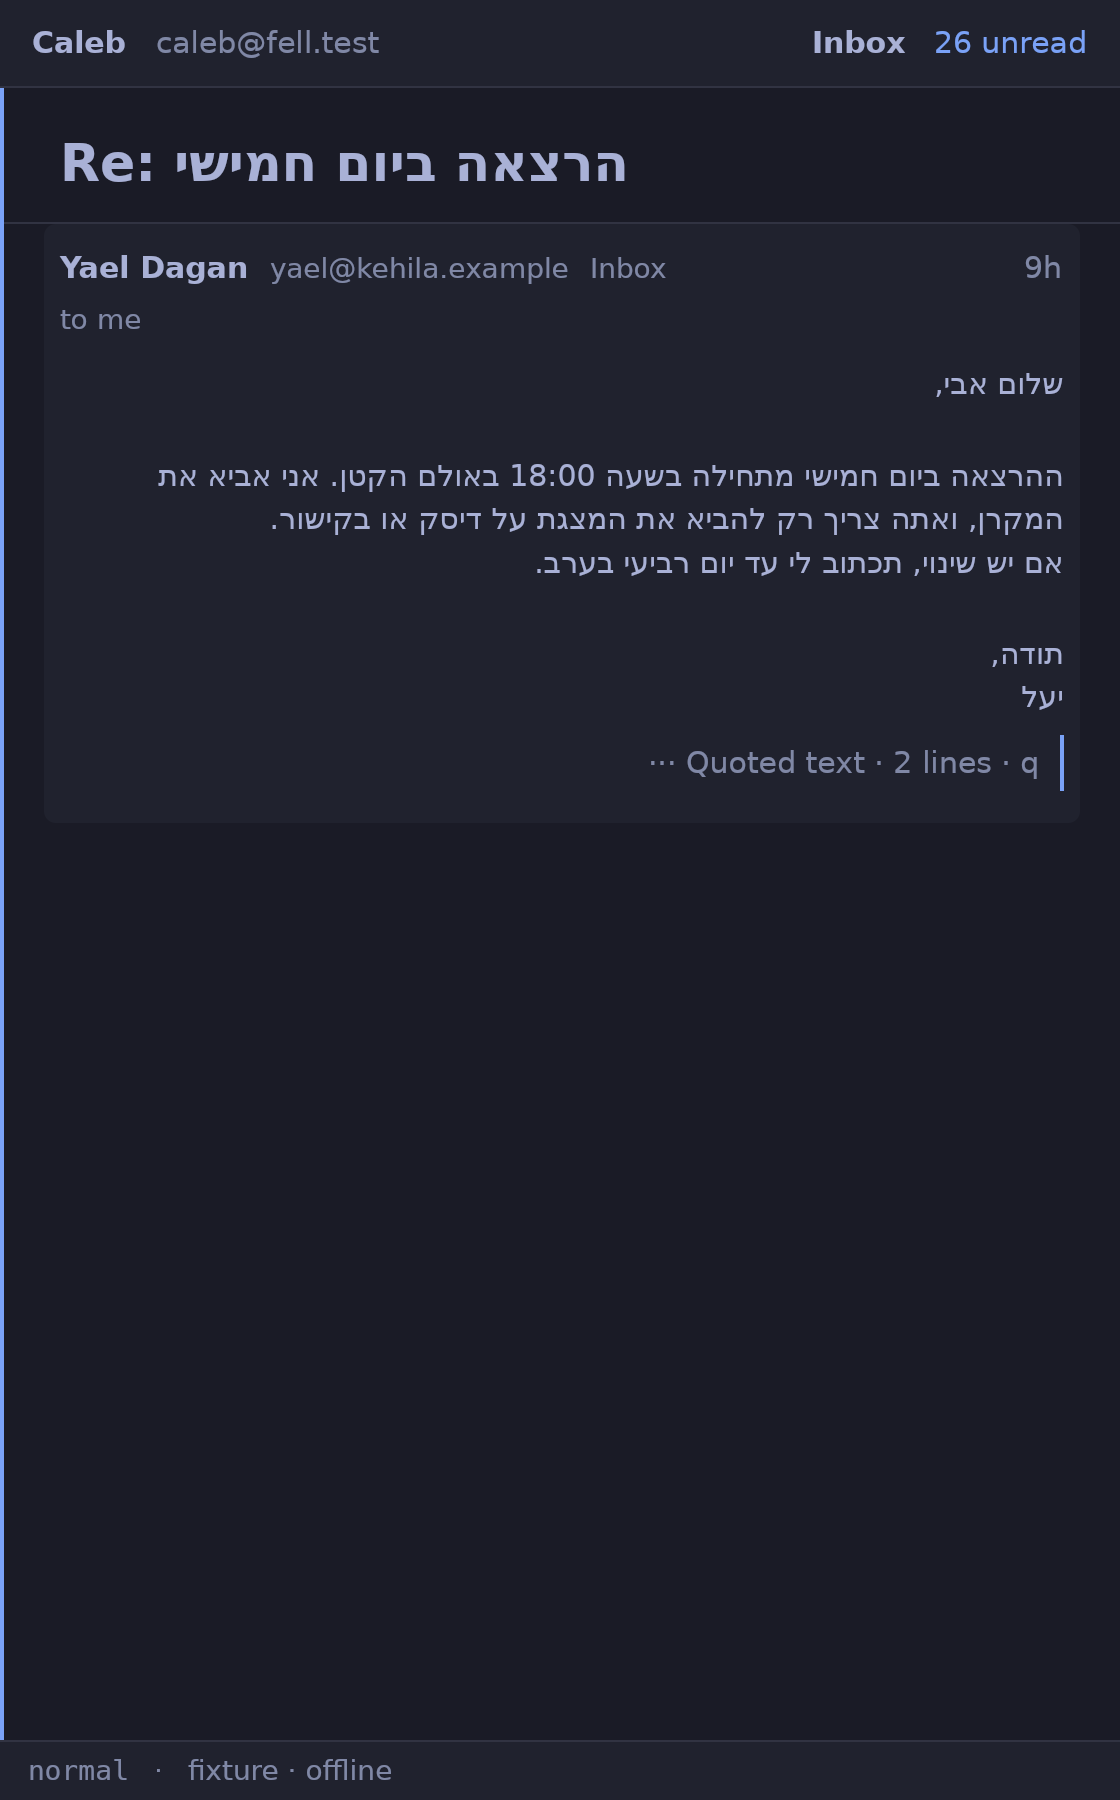 Caleb caleb@fell.test Inbox 26 unread
Re: הרצאה ביום חמישי
Yael Dagan yael@kehila.example Inbox 9h
to me
שלום אבי,
ההרצאה ביום חמישי מתחילה בשעה 18:00 באולם הקטן. אני אביא את
המקרן, ואתה צריך רק להביא את המצגת על דיסק או בקישור.
אם יש שינוי, תכתוב לי עד יום רביעי בערב.
תודה,
יעל
··· Quoted text · 2 lines · q
normal · fixture · offline